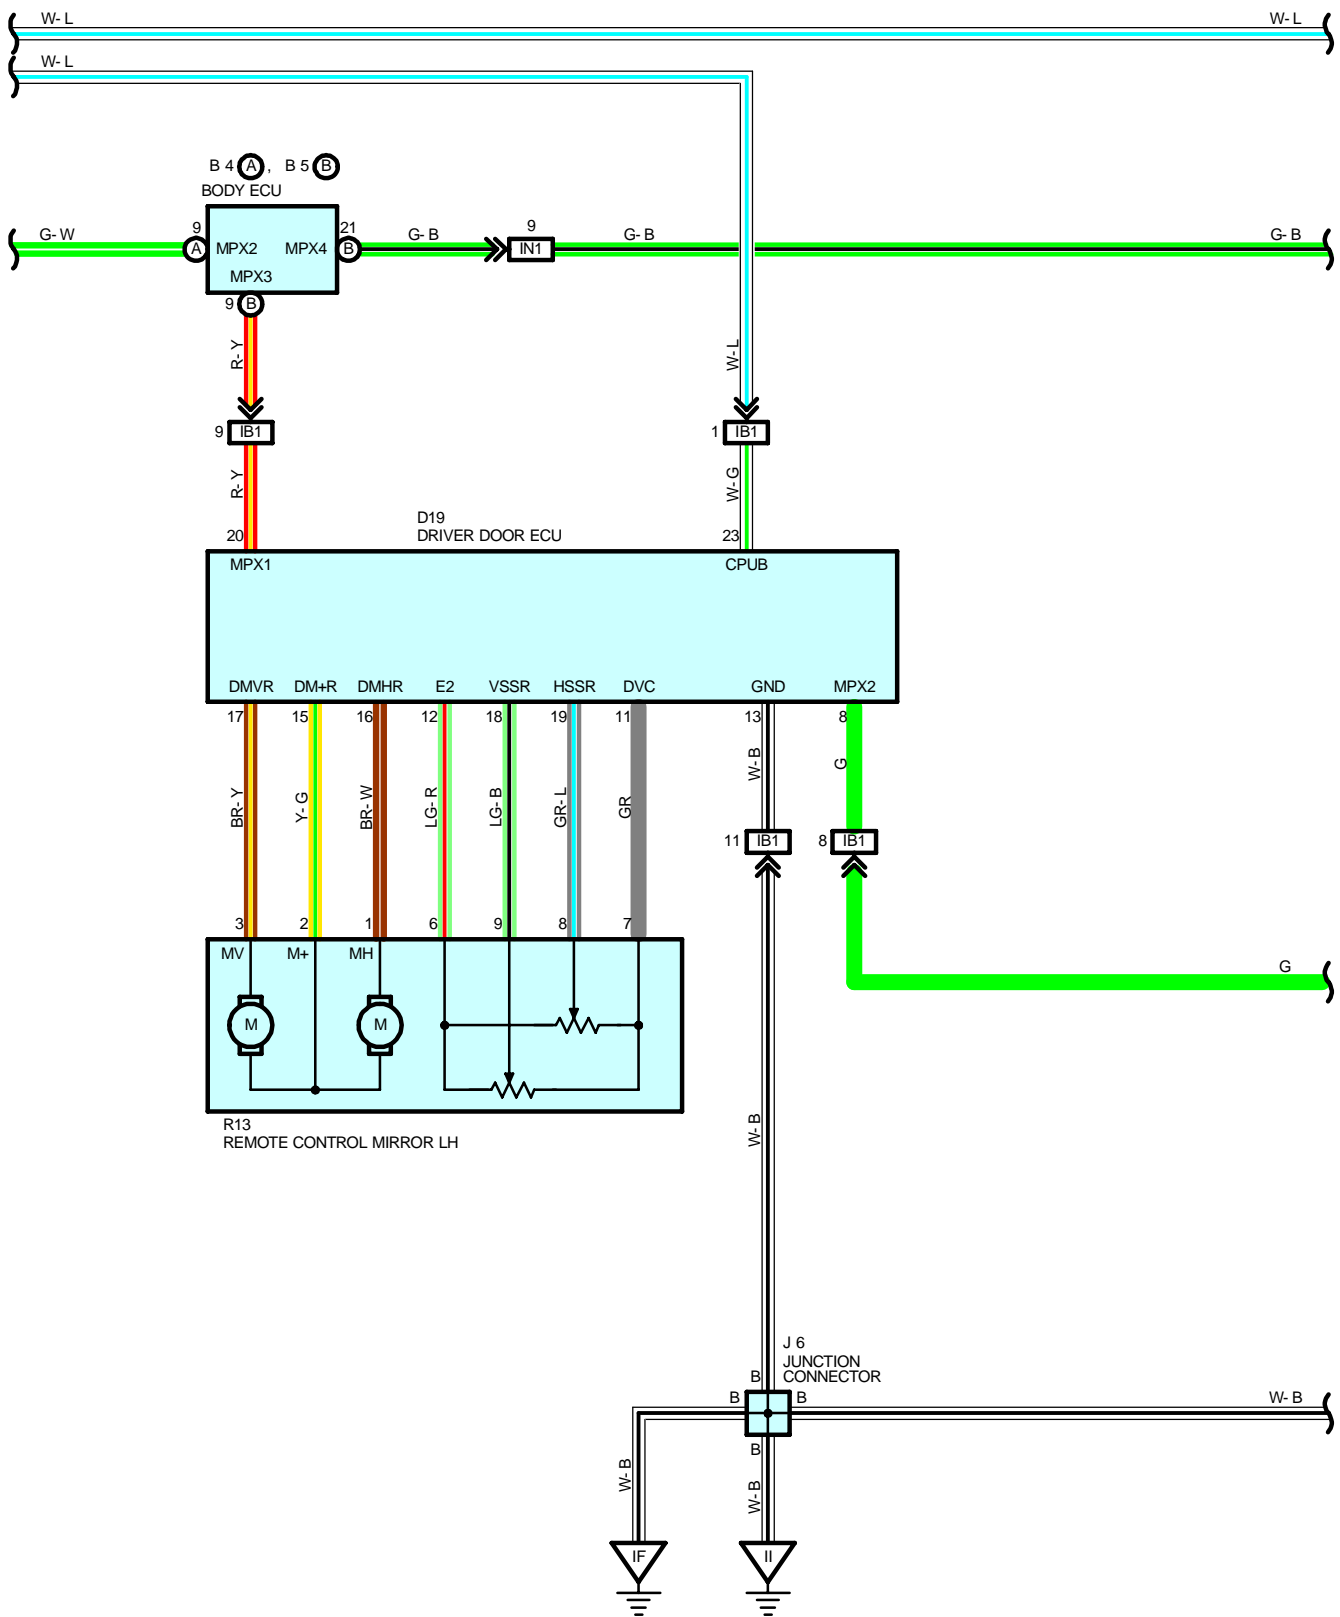 W- L
W- L
W- L
B 4 A , B 5 B
BODY ECU
G- W
9
A
MPX2
MPX4
21
B
MPX3
9 B
G- B
9
IN1
G- B
G- B
R- Y
W- L
9 IB1
1 IB1
R- Y
W- G
D19
DRIVER DOOR ECU
20
23
MPX1
CPUB
DMVR DM+R DMHR E2 VSSR HSSR DVC GND MPX2
17 15 16 12 18 19 11 13 8
BR- Y
Y- G
BR- W
LG- R
LG- B
GR- L
GR
W- B
G
11 IB1
8 IB1
3 2 1 6 9 8 7
MV M+ MH
M
M
G
R13
REMOTE CONTROL MIRROR LH
W- B
J 6
JUNCTION
CONNECTOR
B
B
B
B
W- B
W- B
W- B
IF
II